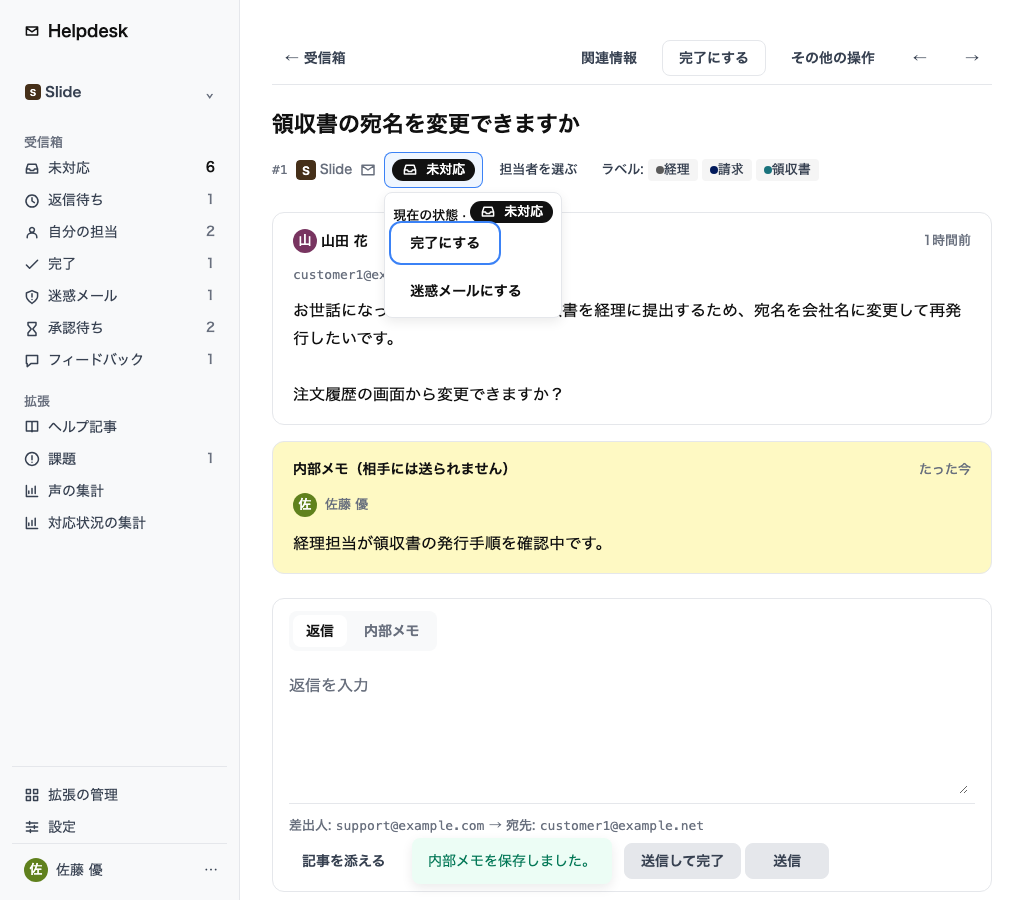 Helpdesk
S Slide
受信箱
未対応 6
返信待ち 1
自分の担当 2
完了 1
迷惑メール 1
承認待ち 2
フィードバック 1
拡張
ヘルプ記事
課題 1
声の集計
対応状況の集計
拡張の管理
設定
佐 佐藤 優 ...
← 受信箱 関連情報 完了にする その他の操作 ← →
領収書の宛名を変更できますか
#1 S Slide 未対応 担当者を選ぶ ラベル: 経理 請求 領収書
現在の状態 · 未対応
完了にする
迷惑メールにする
山 山田 花 1時間前
customer1@ex
お世話になっ 書を経理に提出するため、宛名を会社名に変更して再発
行したいです。
注文履歴の画面から変更できますか？
内部メモ（相手には送られません） たった今
佐 佐藤 優
経理担当が領収書の発行手順を確認中です。
返信 内部メモ
返信を入力
差出人: support@example.com → 宛先: customer1@example.net
記事を添える 内部メモを保存しました。 送信して完了 送信